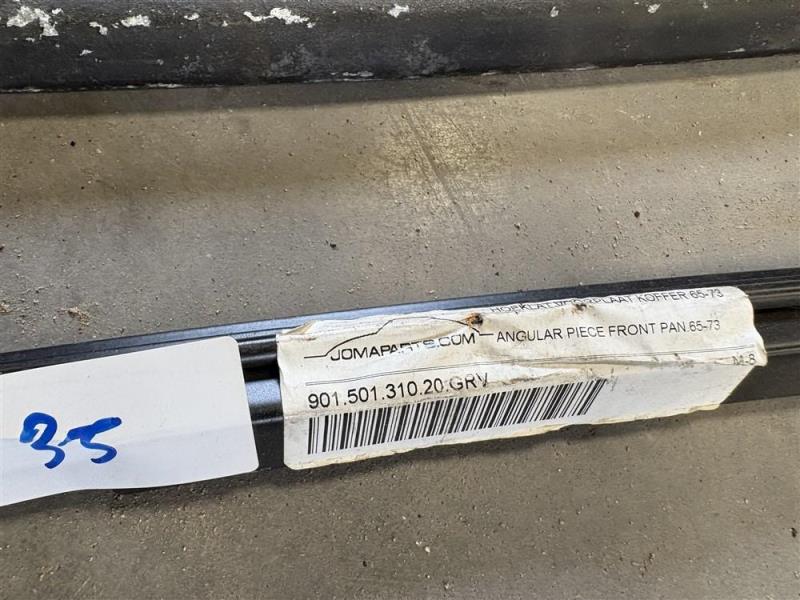 HOEKLAT VOORPLAAT KOFFER 65-73
JOMAPARTS.COM
ANGULAR PIECE FRONT PAN.65-73
901.501.310.20.GRV
M-8
35